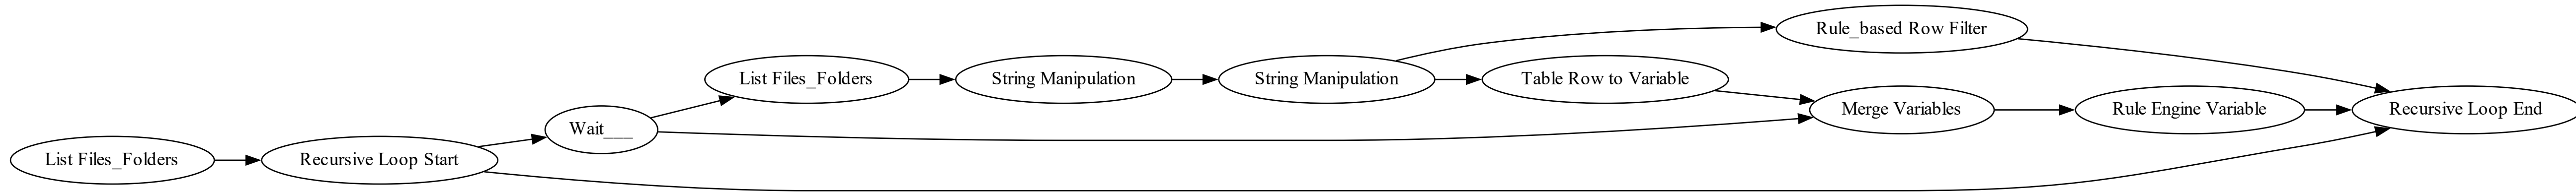 List Files_Folders
Recursive Loop Start
Wait___
List Files_Folders
String Manipulation
String Manipulation
Table Row to Variable
Rule_based Row Filter
Merge Variables
Rule Engine Variable
Recursive Loop End